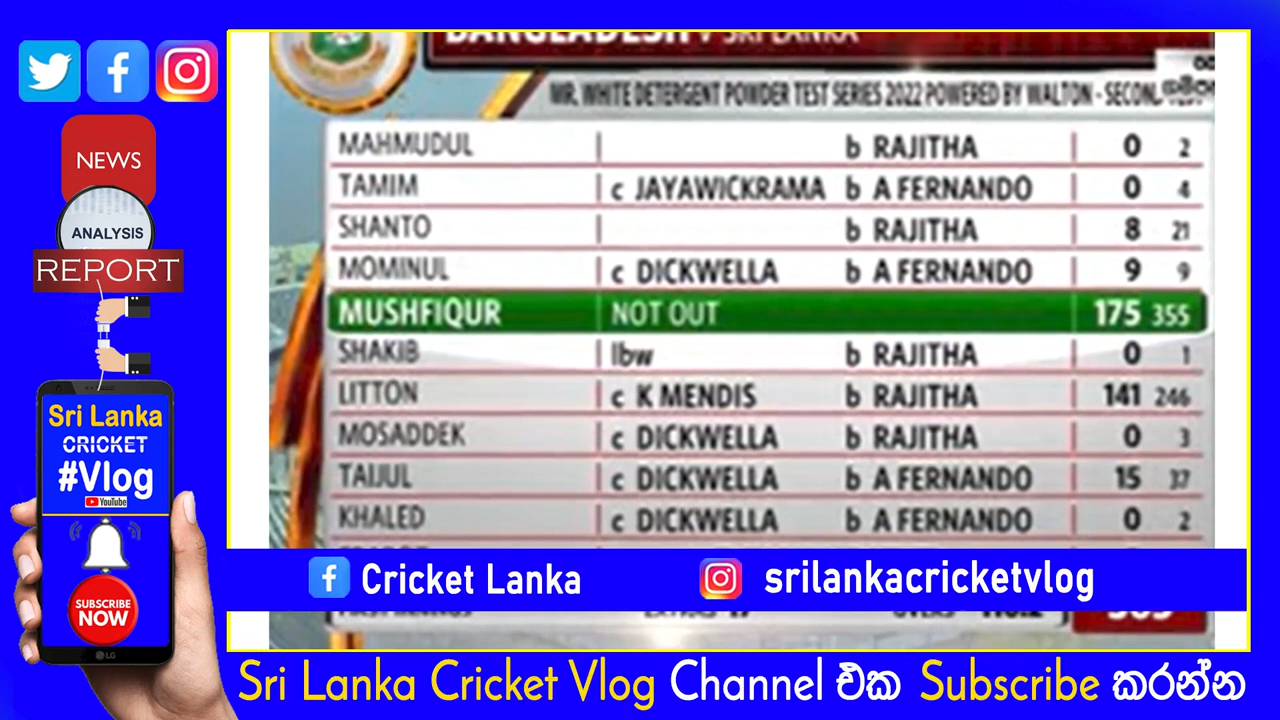 NEWS
ANALYSIS
REPORT
Sri Lanka
CRICKET
#Vlog
YouTube
SUBSCRIBE
NOW
LG
BANGLADESH v SRI LANKA
MR. WHITE DETERGENT POWDER TEST SERIES 2022 POWERED BY WALTON -
MAHMUDUL b RAJITHA 0 2
TAMIM c JAYAWICKRAMA b A FERNANDO 0 4
SHANTO b RAJITHA 8 21
MOMINUL c DICKWELLA b A FERNANDO 9 9
MUSHFIQUR NOT OUT 175 355
SHAKIB lbw b RAJITHA 0 1
LITTON c K MENDIS b RAJITHA 141 246
MOSADDEK c DICKWELLA b RAJITHA 0 3
TAIJUL c DICKWELLA b A FERNANDO 15 37
KHALED c DICKWELLA b A FERNANDO 0 2
Cricket Lanka
srilankacricketvlog
Sri Lanka Cricket Vlog Channel එක Subscribe කරන්න